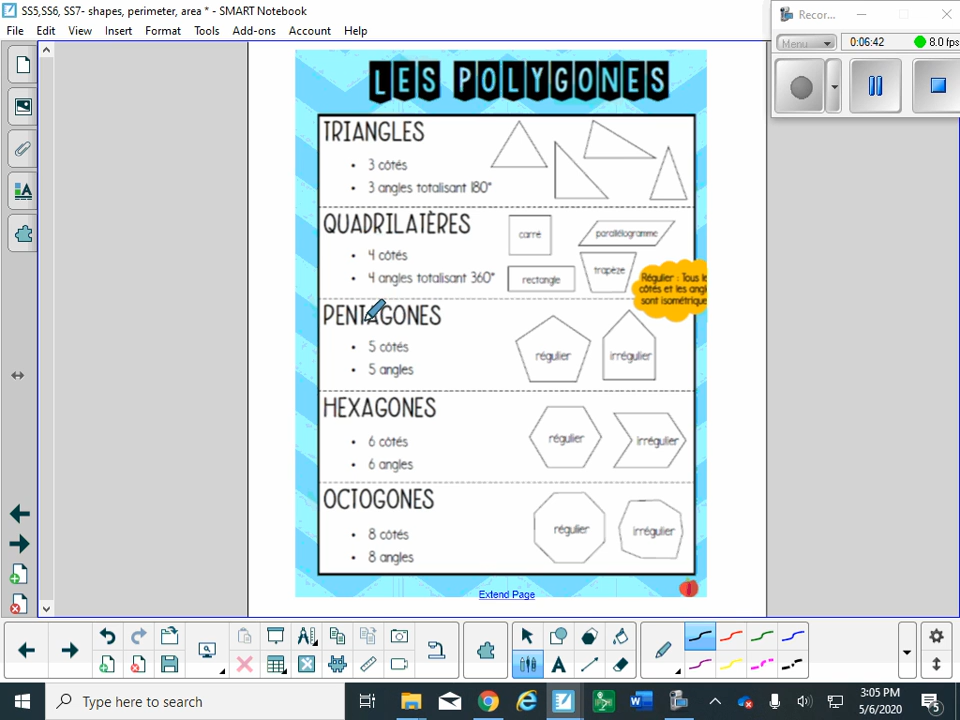 SS5,SS6, SS7- shapes, perimeter, area * - SMART Notebook
File Edit View Insert Format Tools Add-ons Account Help
Recor...
Menu
0:06:42
8.0 fps
LES POLYGONES
TRIANGLES
• 3 côtés
• 3 angles totalisant 180°
QUADRILATÈRES
• 4 côtés
• 4 angles totalisant 360°
carré
parallélogramme
rectangle
trapèze
Régulier : Tous le
côtés et les angl
sont isométrique
PENTAGONES
• 5 côtés
• 5 angles
régulier
irrégulier
HEXAGONES
• 6 côtés
• 6 angles
régulier
irrégulier
OCTOGONES
• 8 côtés
• 8 angles
régulier
irrégulier
Extend Page
Type here to search
3:05 PM
5/6/2020
5